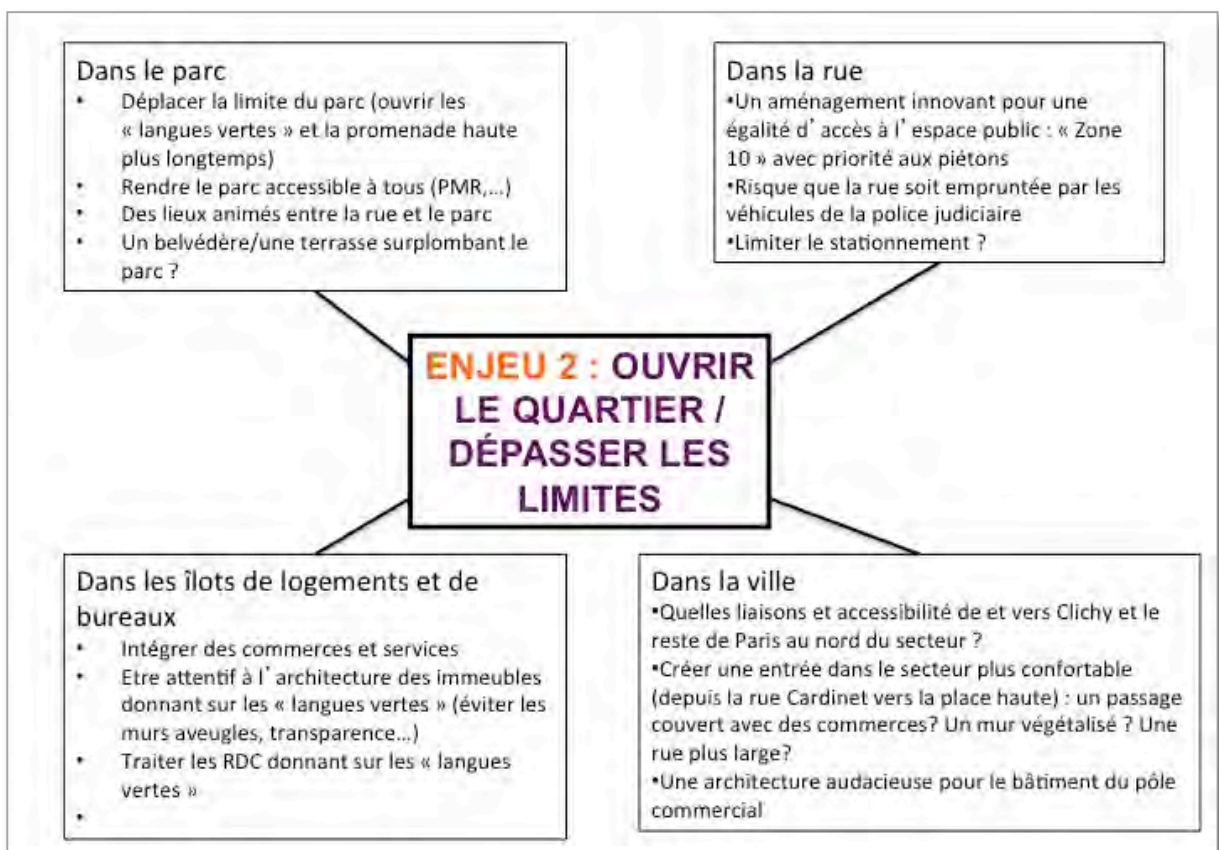 Dans le parc
• Déplacer la limite du parc (ouvrir les
« langues vertes » et la promenade haute
plus longtemps)
• Rendre le parc accessible à tous (PMR,...)
• Des lieux animés entre la rue et le parc
• Un belvédère/une terrasse surplombant le
parc ?
Dans la rue
•Un aménagement innovant pour une
égalité d' accès à l' espace public : « Zone
10 » avec priorité aux piétons
•Risque que la rue soit empruntée par les
véhicules de la police judiciaire
•Limiter le stationnement ?
ENJEU 2 : OUVRIR
LE QUARTIER /
DÉPASSER LES
LIMITES
Dans les îlots de logements et de
bureaux
• Intégrer des commerces et services
• Etre attentif à l' architecture des immeubles
donnant sur les « langues vertes » (éviter les
murs aveugles, transparence...)
• Traiter les RDC donnant sur les « langues
vertes »
•
Dans la ville
•Quelles liaisons et accessibilité de et vers Clichy et le
reste de Paris au nord du secteur ?
•Créer une entrée dans le secteur plus confortable
(depuis la rue Cardinet vers la place haute) : un passage
couvert avec des commerces? Un mur végétalisé ? Une
rue plus large?
•Une architecture audacieuse pour le bâtiment du pôle
commercial